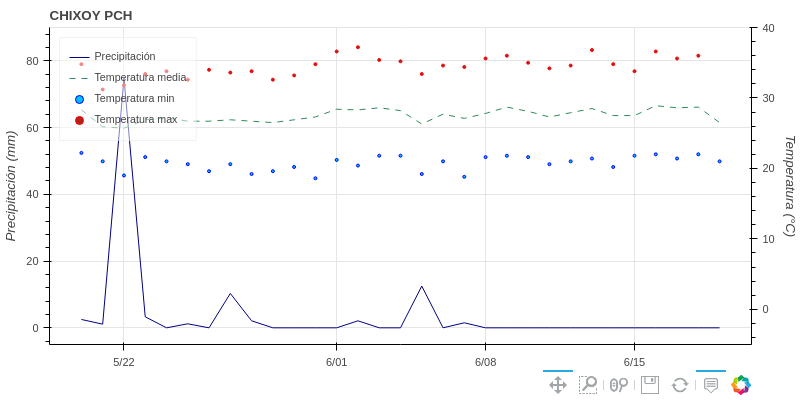 CHIXOY PCH
Precipitación
Temperatura media
Temperatura min
Temperatura max
Precipitación (mm)
80
60
40
20
0
40
30
20
10
0
Temperatura (°C)
5/22
6/01
6/08
6/15